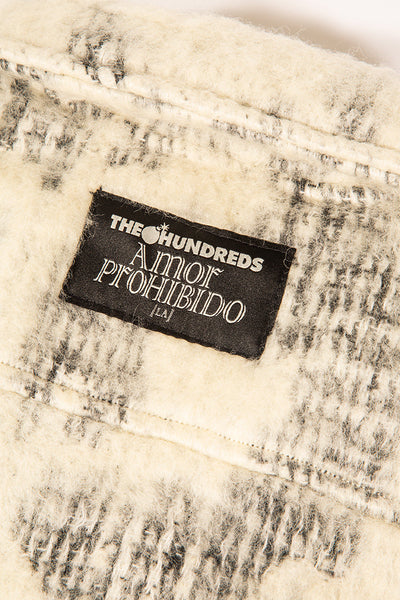 THE HUNDREDS
AMOR
PROHIBIDO
[LA]